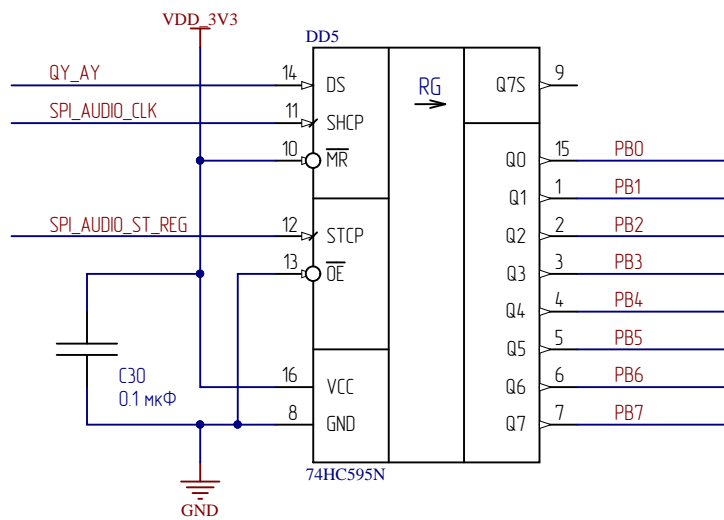 VDD_3V3
DD5
QY_AY 14 DS RG Q7S 9
SPI_AUDIO_CLK 11 SHCP
10 MR
Q0 15 PB0
Q1 1 PB1
SPI_AUDIO_ST_REG 12 STCP Q2 2 PB2
13 OE Q3 3 PB3
Q4 4 PB4
Q5 5 PB5
C30
0.1 мкФ
16 VCC Q6 6 PB6
8 GND Q7 7 PB7
74HC595N
GND